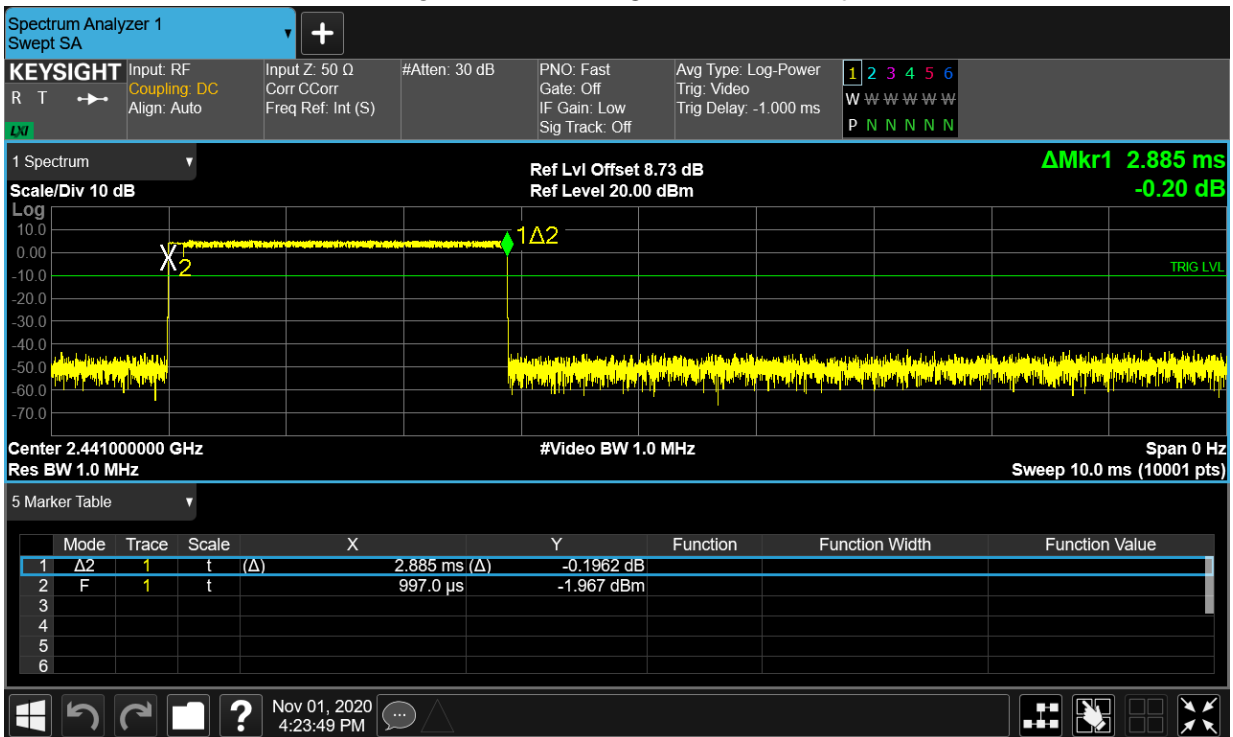 Spectrum Analyzer 1
Swept SA
KEYSIGHT Input: RF Input Z: 50 Ω #Atten: 30 dB PNO: Fast Avg Type: Log-Power 1 2 3 4 5 6
R T Coupling: DC Corr CCorr Gate: Off Trig: Video W W W W W W
Align: Auto Freq Ref: Int (S) IF Gain: Low Trig Delay: -1.000 ms
LXI Sig Track: Off P N N N N N
1 Spectrum Ref Lvl Offset 8.73 dB ΔMkr1 2.885 ms
Scale/Div 10 dB Ref Level 20.00 dBm -0.20 dB
Log
10.0 1Δ2
0.00 X2
-10.0 TRIG LVL
-20.0
-30.0
-40.0
-50.0
-60.0
-70.0
Center 2.441000000 GHz #Video BW 1.0 MHz Span 0 Hz
Res BW 1.0 MHz Sweep 10.0 ms (10001 pts)
5 Marker Table
Mode Trace Scale X Y Function Function Width Function Value
1 Δ2 1 t (Δ) 2.885 ms (Δ) -0.1962 dB
2 F 1 t 997.0 µs -1.967 dBm
3
4
5
6
? Nov 01, 2020
4:23:49 PM